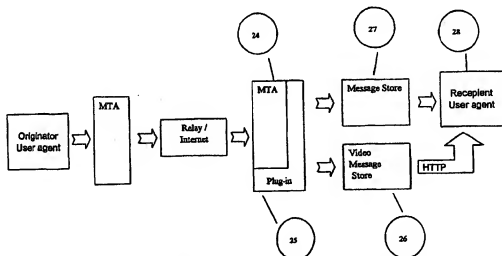 24
27
28
MTA
MTA
Message Store
Recepient
User agent
Originator
User agent
Relay /
Internet
Plug-in
Video
Message
Store
HTTP
25
26